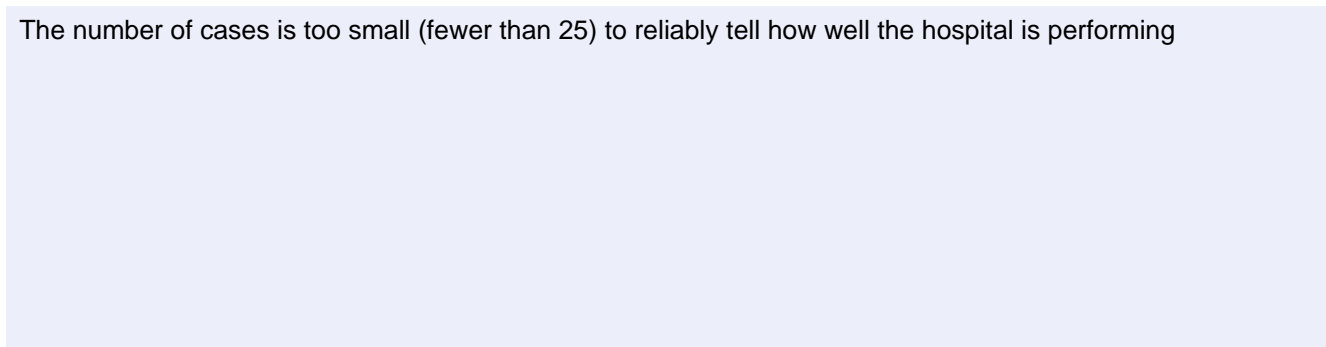 The number of cases is too small (fewer than 25) to reliably tell how well the hospital is performing